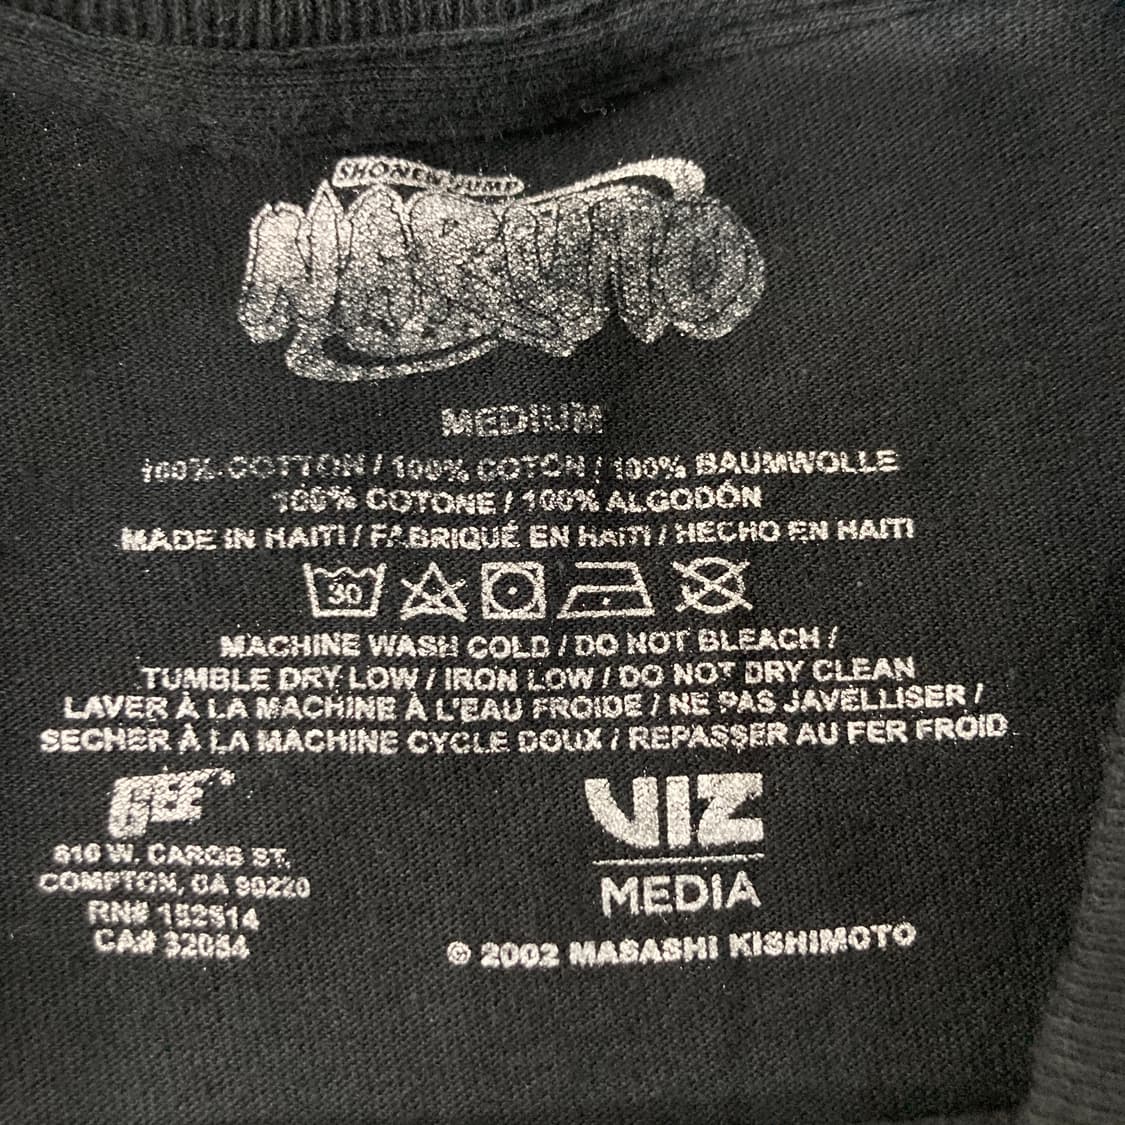 SHONEN JUMP
NARUTO
MEDIUM
100% COTTON / 100% COTON / 100% BAUMWOLLE
100% COTONE / 100% ALGODÓN
MADE IN HAITI / FABRIQUÉ EN HAITI / HECHO EN HAITI
30
MACHINE WASH COLD / DO NOT BLEACH /
TUMBLE DRY LOW / IRON LOW / DO NOT DRY CLEAN
LAVER À LA MACHINE À L'EAU FROIDE / NE PAS JAVELLISER /
SECHER À LA MACHINE CYCLE DOUX / REPASSER AU FER FROID
GEE
610 W. CAROB ST.
COMPTON, CA 90220
RN# 152514
CA# 32054
VIZ
MEDIA
© 2002 MASASHI KISHIMOTO